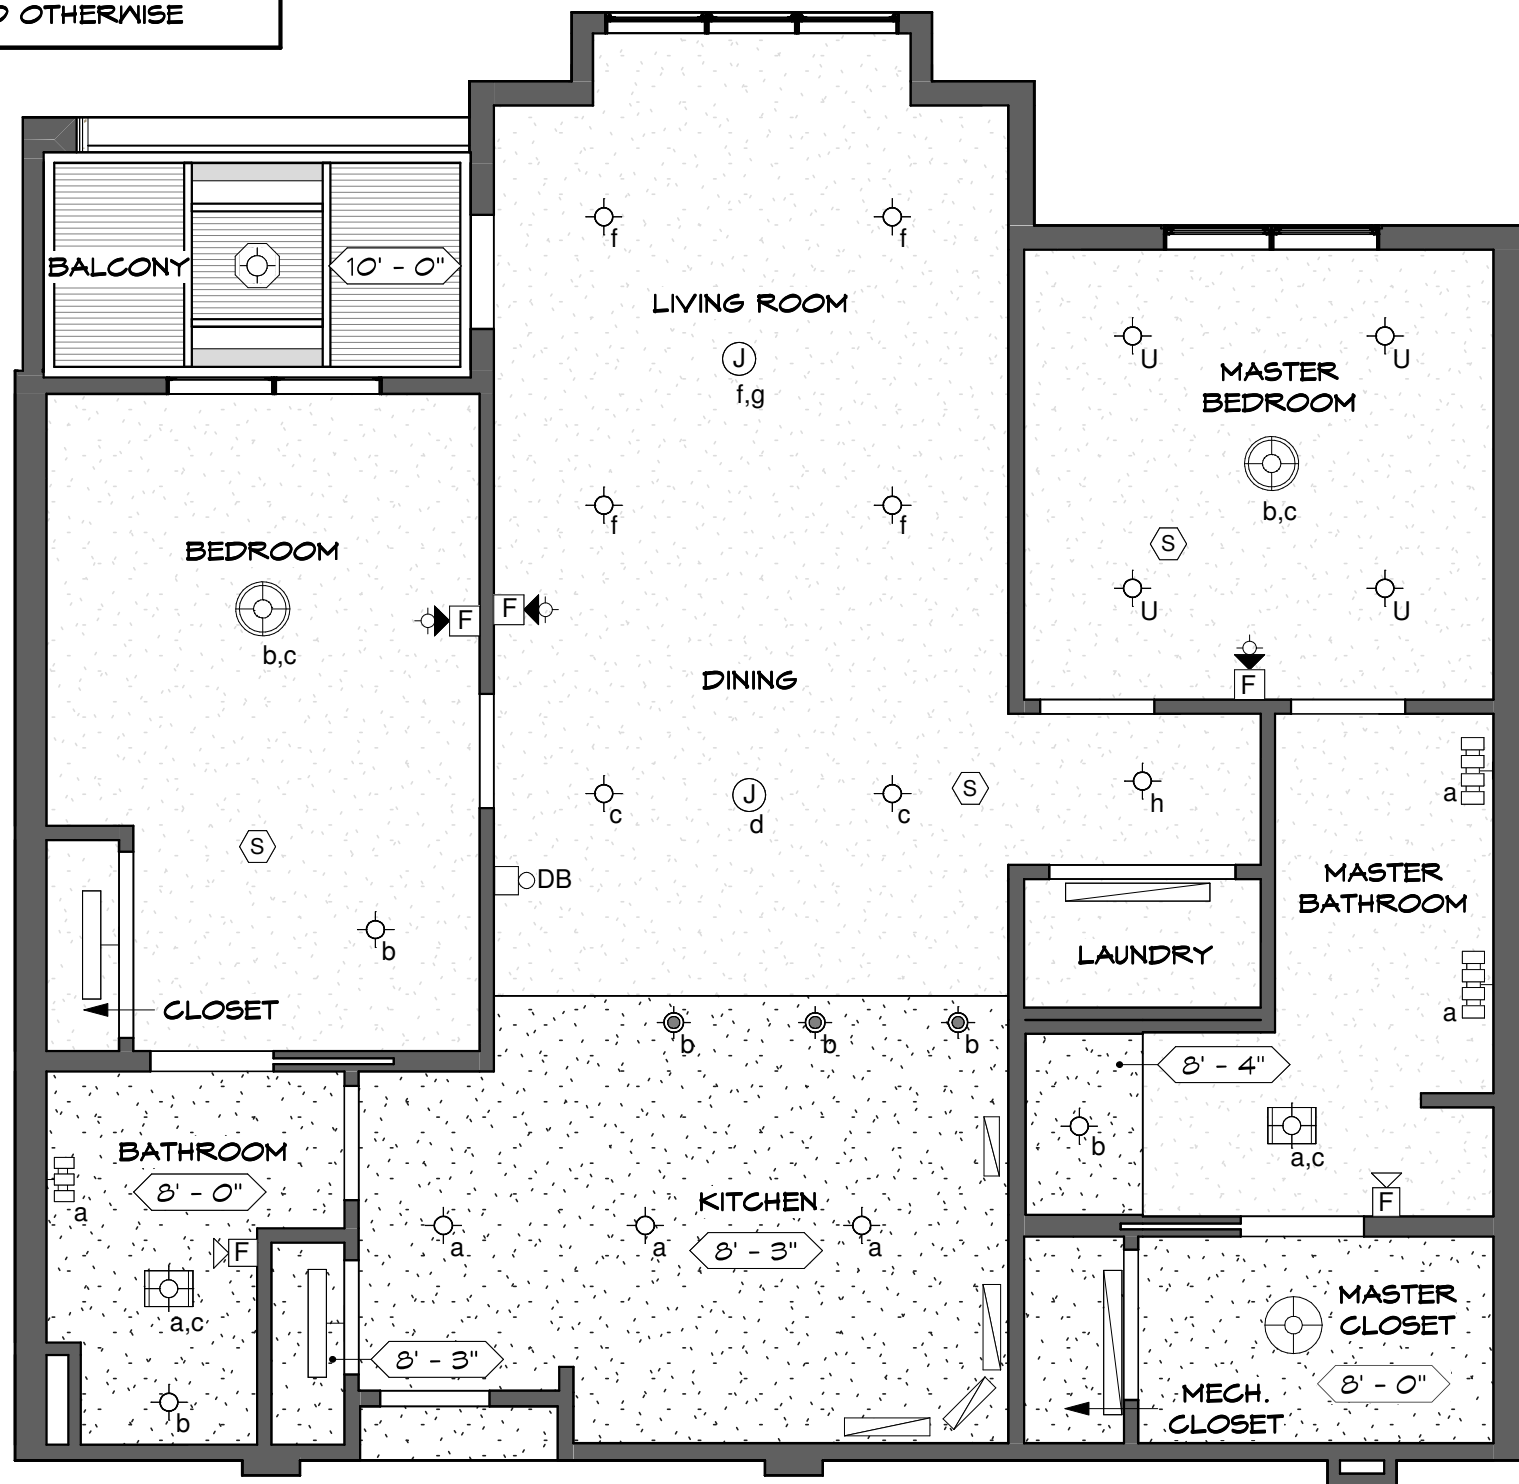 OTHERWISE
f
f
BALCONY
10' - 0"
LIVING ROOM
J
f,g
U
U
MASTER
BEDROOM
b,c
f
f
S
BEDROOM
b,c
F
F
U
U
F
DINING
c
J
d
c
S
h
a
S
DB
MASTER
BATHROOM
b
LAUNDRY
CLOSET
a
b
b
b
8' - 4"
b
a,c
BATHROOM
8' - 0"
a
F
a,c
b
KITCHEN
8' - 3"
a
a
a
F
8' - 3"
MASTER
CLOSET
8' - 0"
MECH.
CLOSET